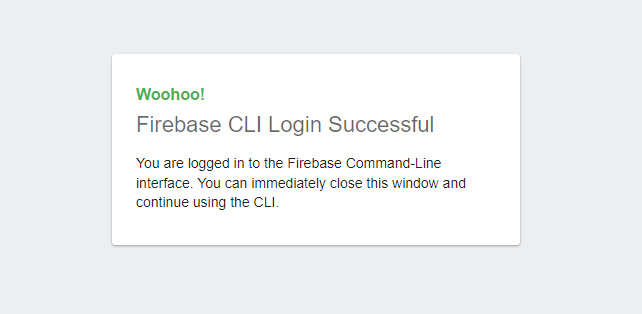 Woohoo!
Firebase CLI Login Successful
You are logged in to the Firebase Command-Line
interface. You can immediately close this window and
continue using the CLI.